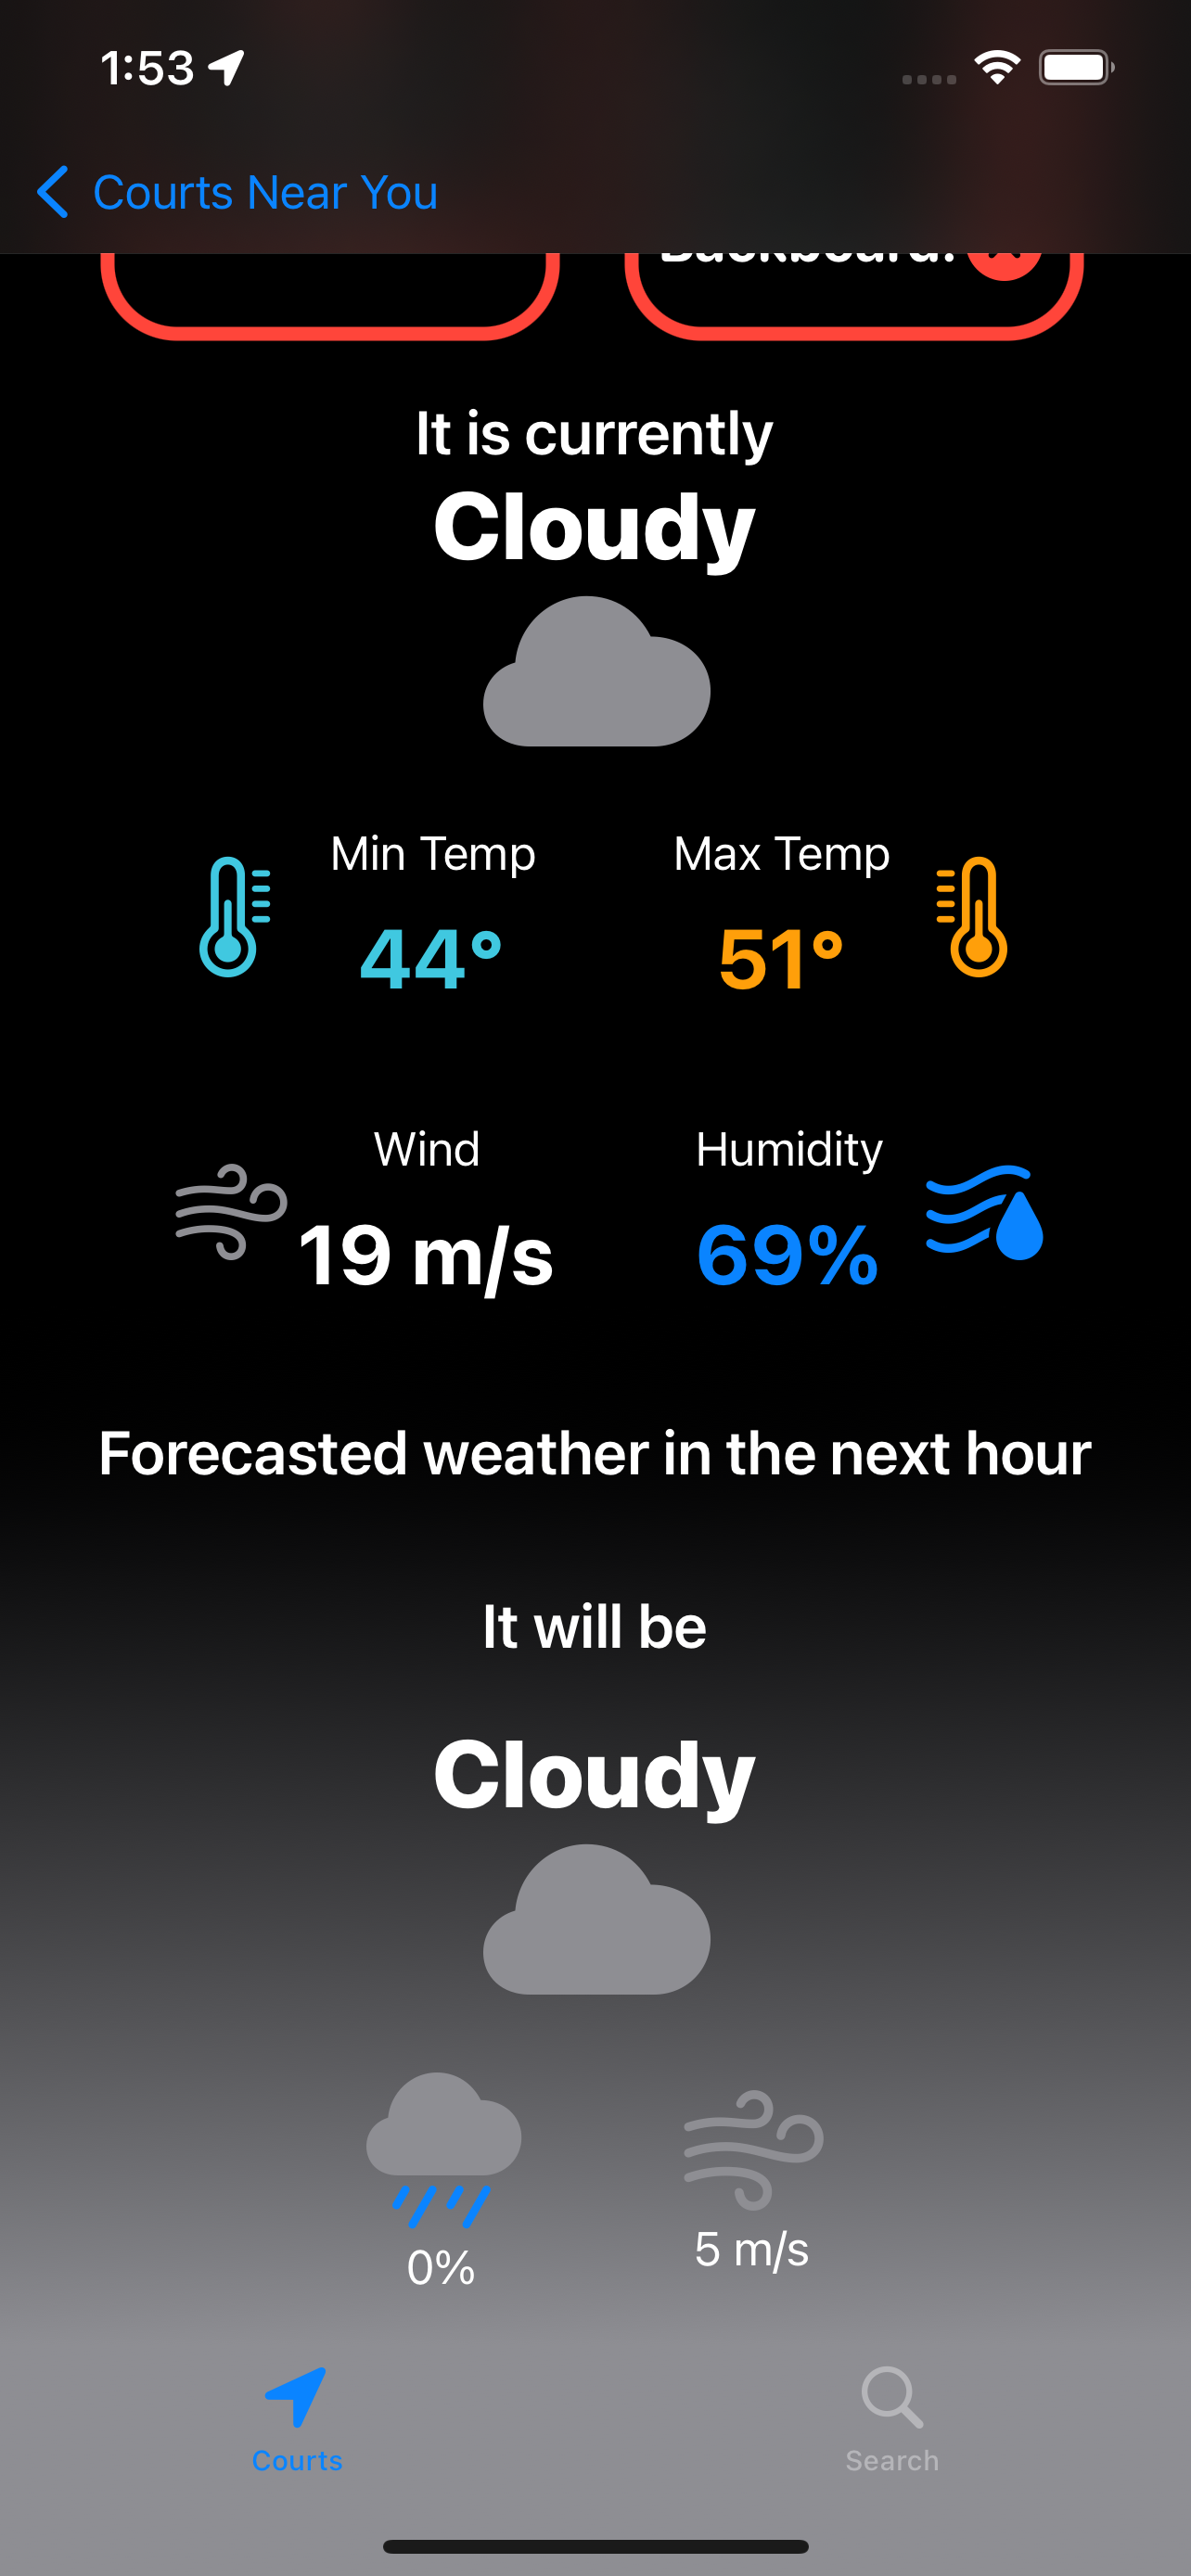 1:53
Courts Near You
Backboard:
It is currently
Cloudy
Min Temp
Max Temp
44°
51°
Wind
Humidity
19 m/s
69%
Forecasted weather in the next hour
It will be
Cloudy
0%
5 m/s
Courts
Search